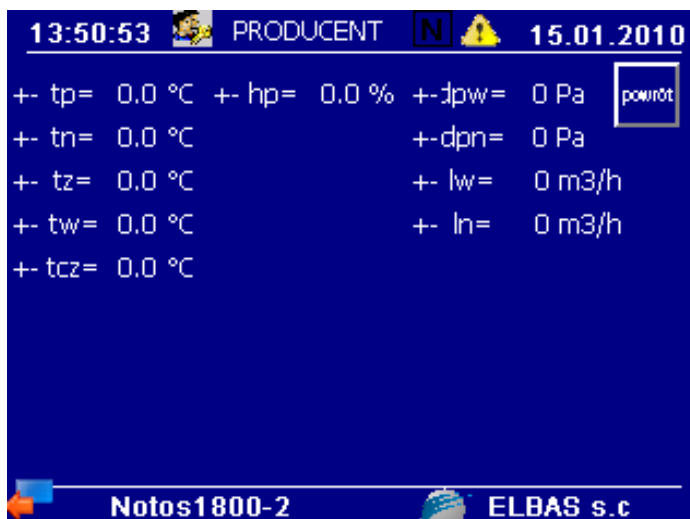 13:50:53 PRODUCENT N 15.01.2010
+- tp= 0.0 °C +- hp= 0.0 % +-dpw= 0 Pa powrót
+- tn= 0.0 °C +-dpn= 0 Pa
+- tz= 0.0 °C +- lw= 0 m3/h
+- tw= 0.0 °C +- ln= 0 m3/h
+- tcz= 0.0 °C
Notos1800-2 ELBAS s.c